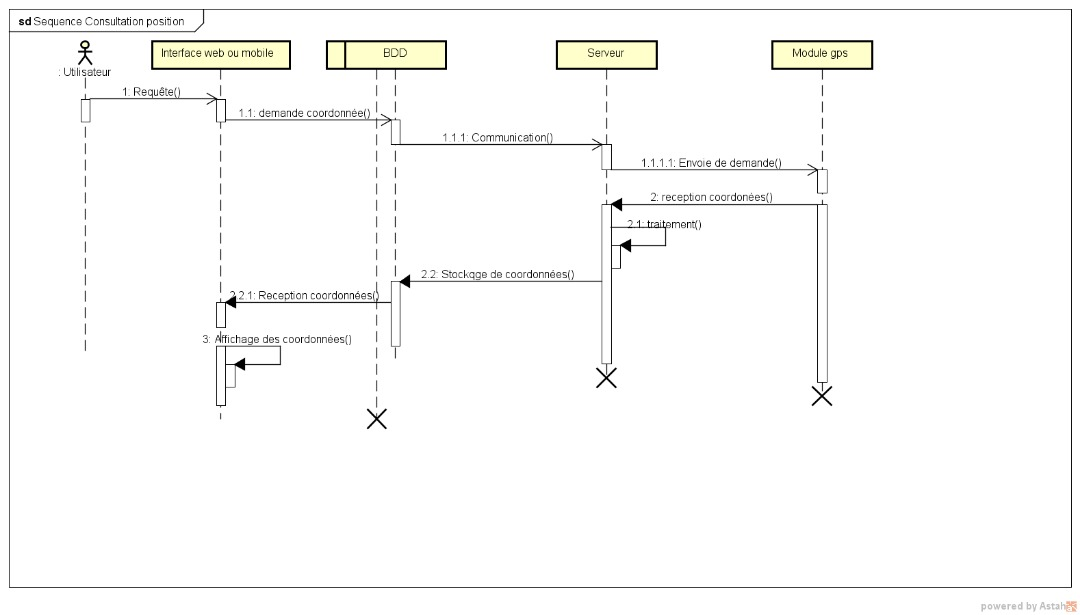 sd Sequence Consultation position
: Utilisateur
Interface web ou mobile
BDD
Serveur
Module gps
1: Requête()
1.1: demande coordonnée()
1.1.1: Communication()
1.1.1.1: Envoie de demande()
2: reception coordonées()
2.1: traitement()
2.2: Stockqge de coordonnées()
2.2.1: Reception coordonnées()
3: Affichage des coordonnées()
powered by Astah